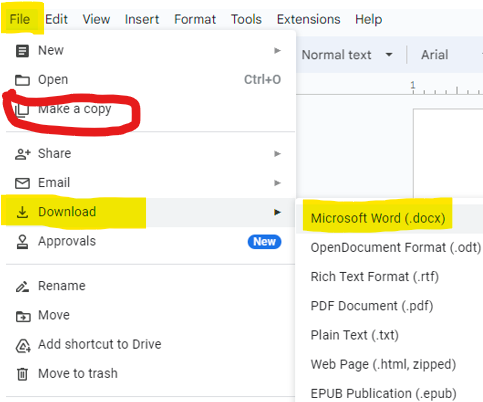 File Edit View Insert Format Tools Extensions Help
New
Normal text Arial
Open Ctrl+O
Make a copy
1
Share
Email
Download
Microsoft Word (.docx)
Approvals New
OpenDocument Format (.odt)
Rich Text Format (.rtf)
Rename
PDF Document (.pdf)
Move
Plain Text (.txt)
Add shortcut to Drive
Web Page (.html, zipped)
Move to trash
EPUB Publication (.epub)